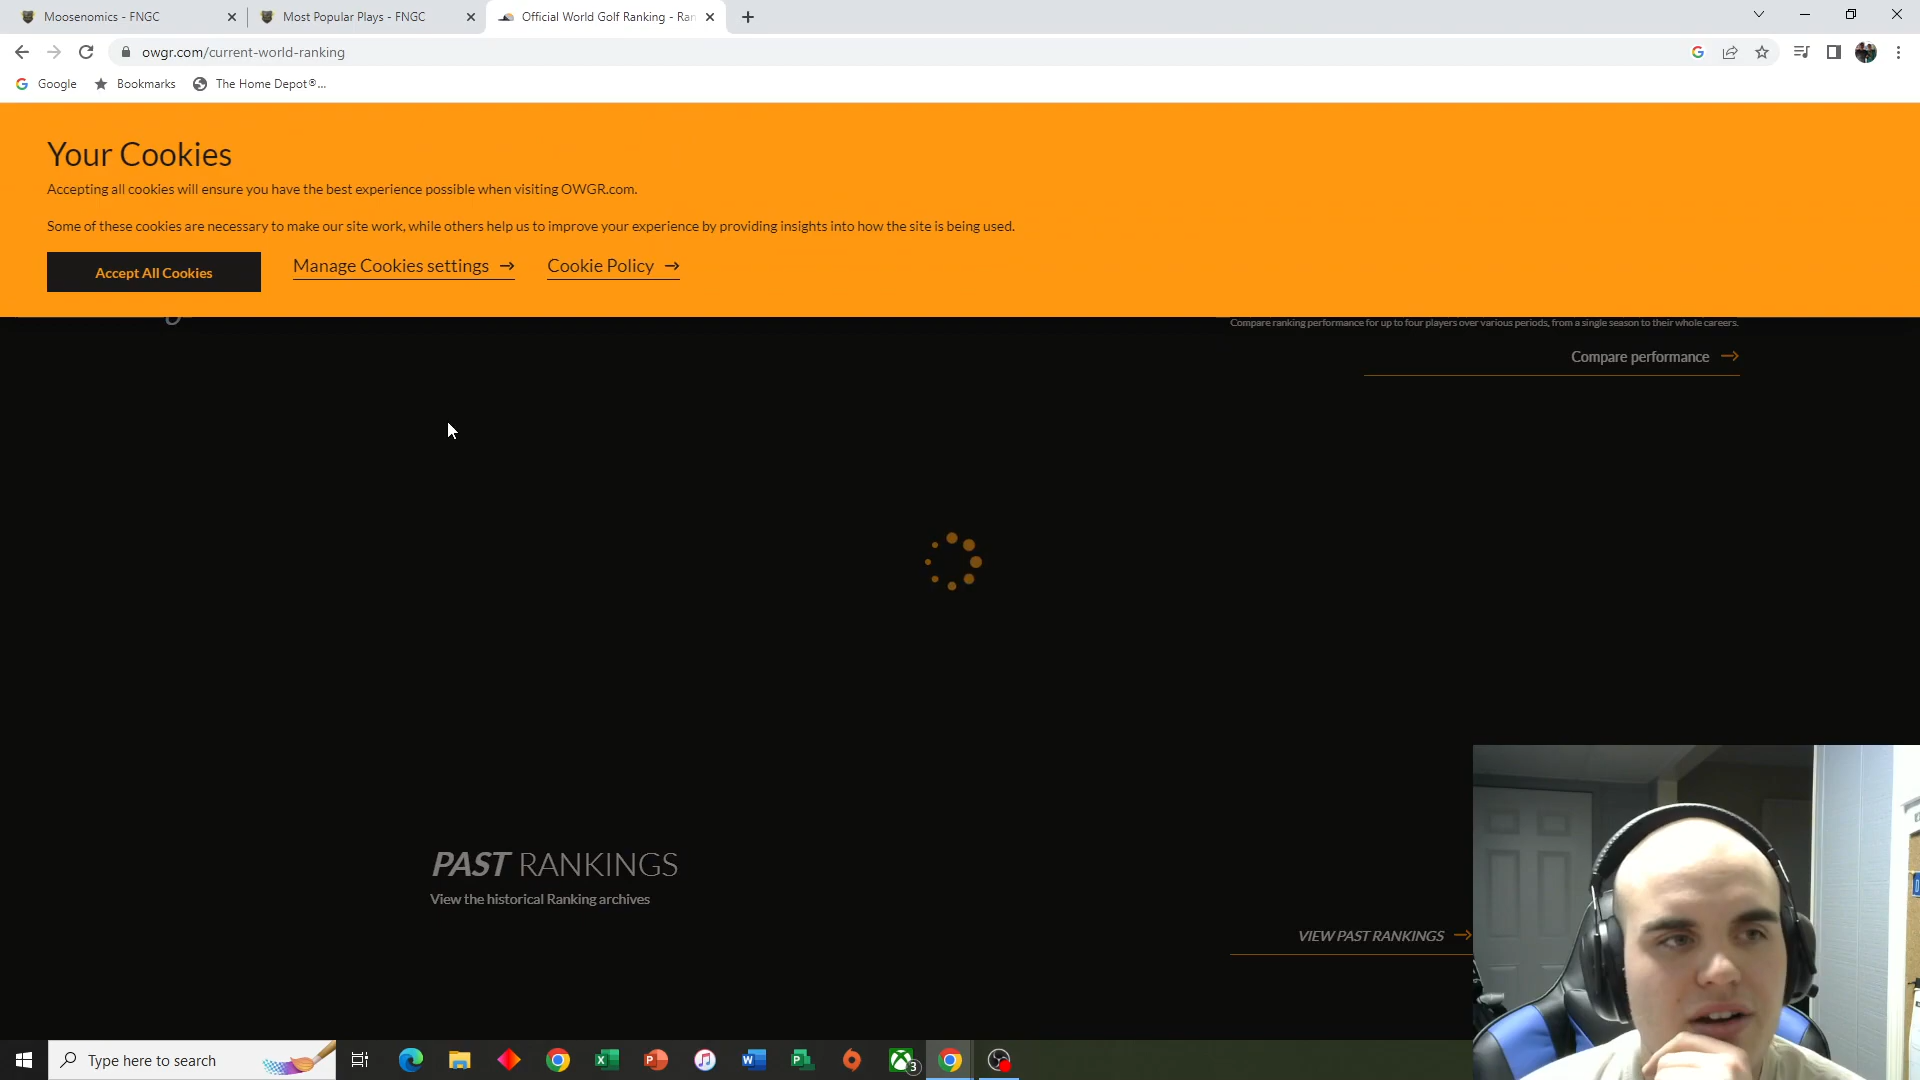 Moosenomics - FNGC
Most Popular Plays - FNGC
Official World Golf Ranking - Ran
owgr.com/current-world-ranking
Google
Bookmarks
The Home Depot®...
Your Cookies
Accepting all cookies will ensure you have the best experience possible when visiting OWGR.com.
Some of these cookies are necessary to make our site work, while others help us to improve your experience by providing insights into how the site is being used.
Accept All Cookies
Manage Cookies settings →
Cookie Policy →
Compare ranking performance for up to four players over various periods, from a single season to their whole careers.
Compare performance →
PAST RANKINGS
View the historical Ranking archives
VIEW PAST RANKINGS →
Type here to search
3